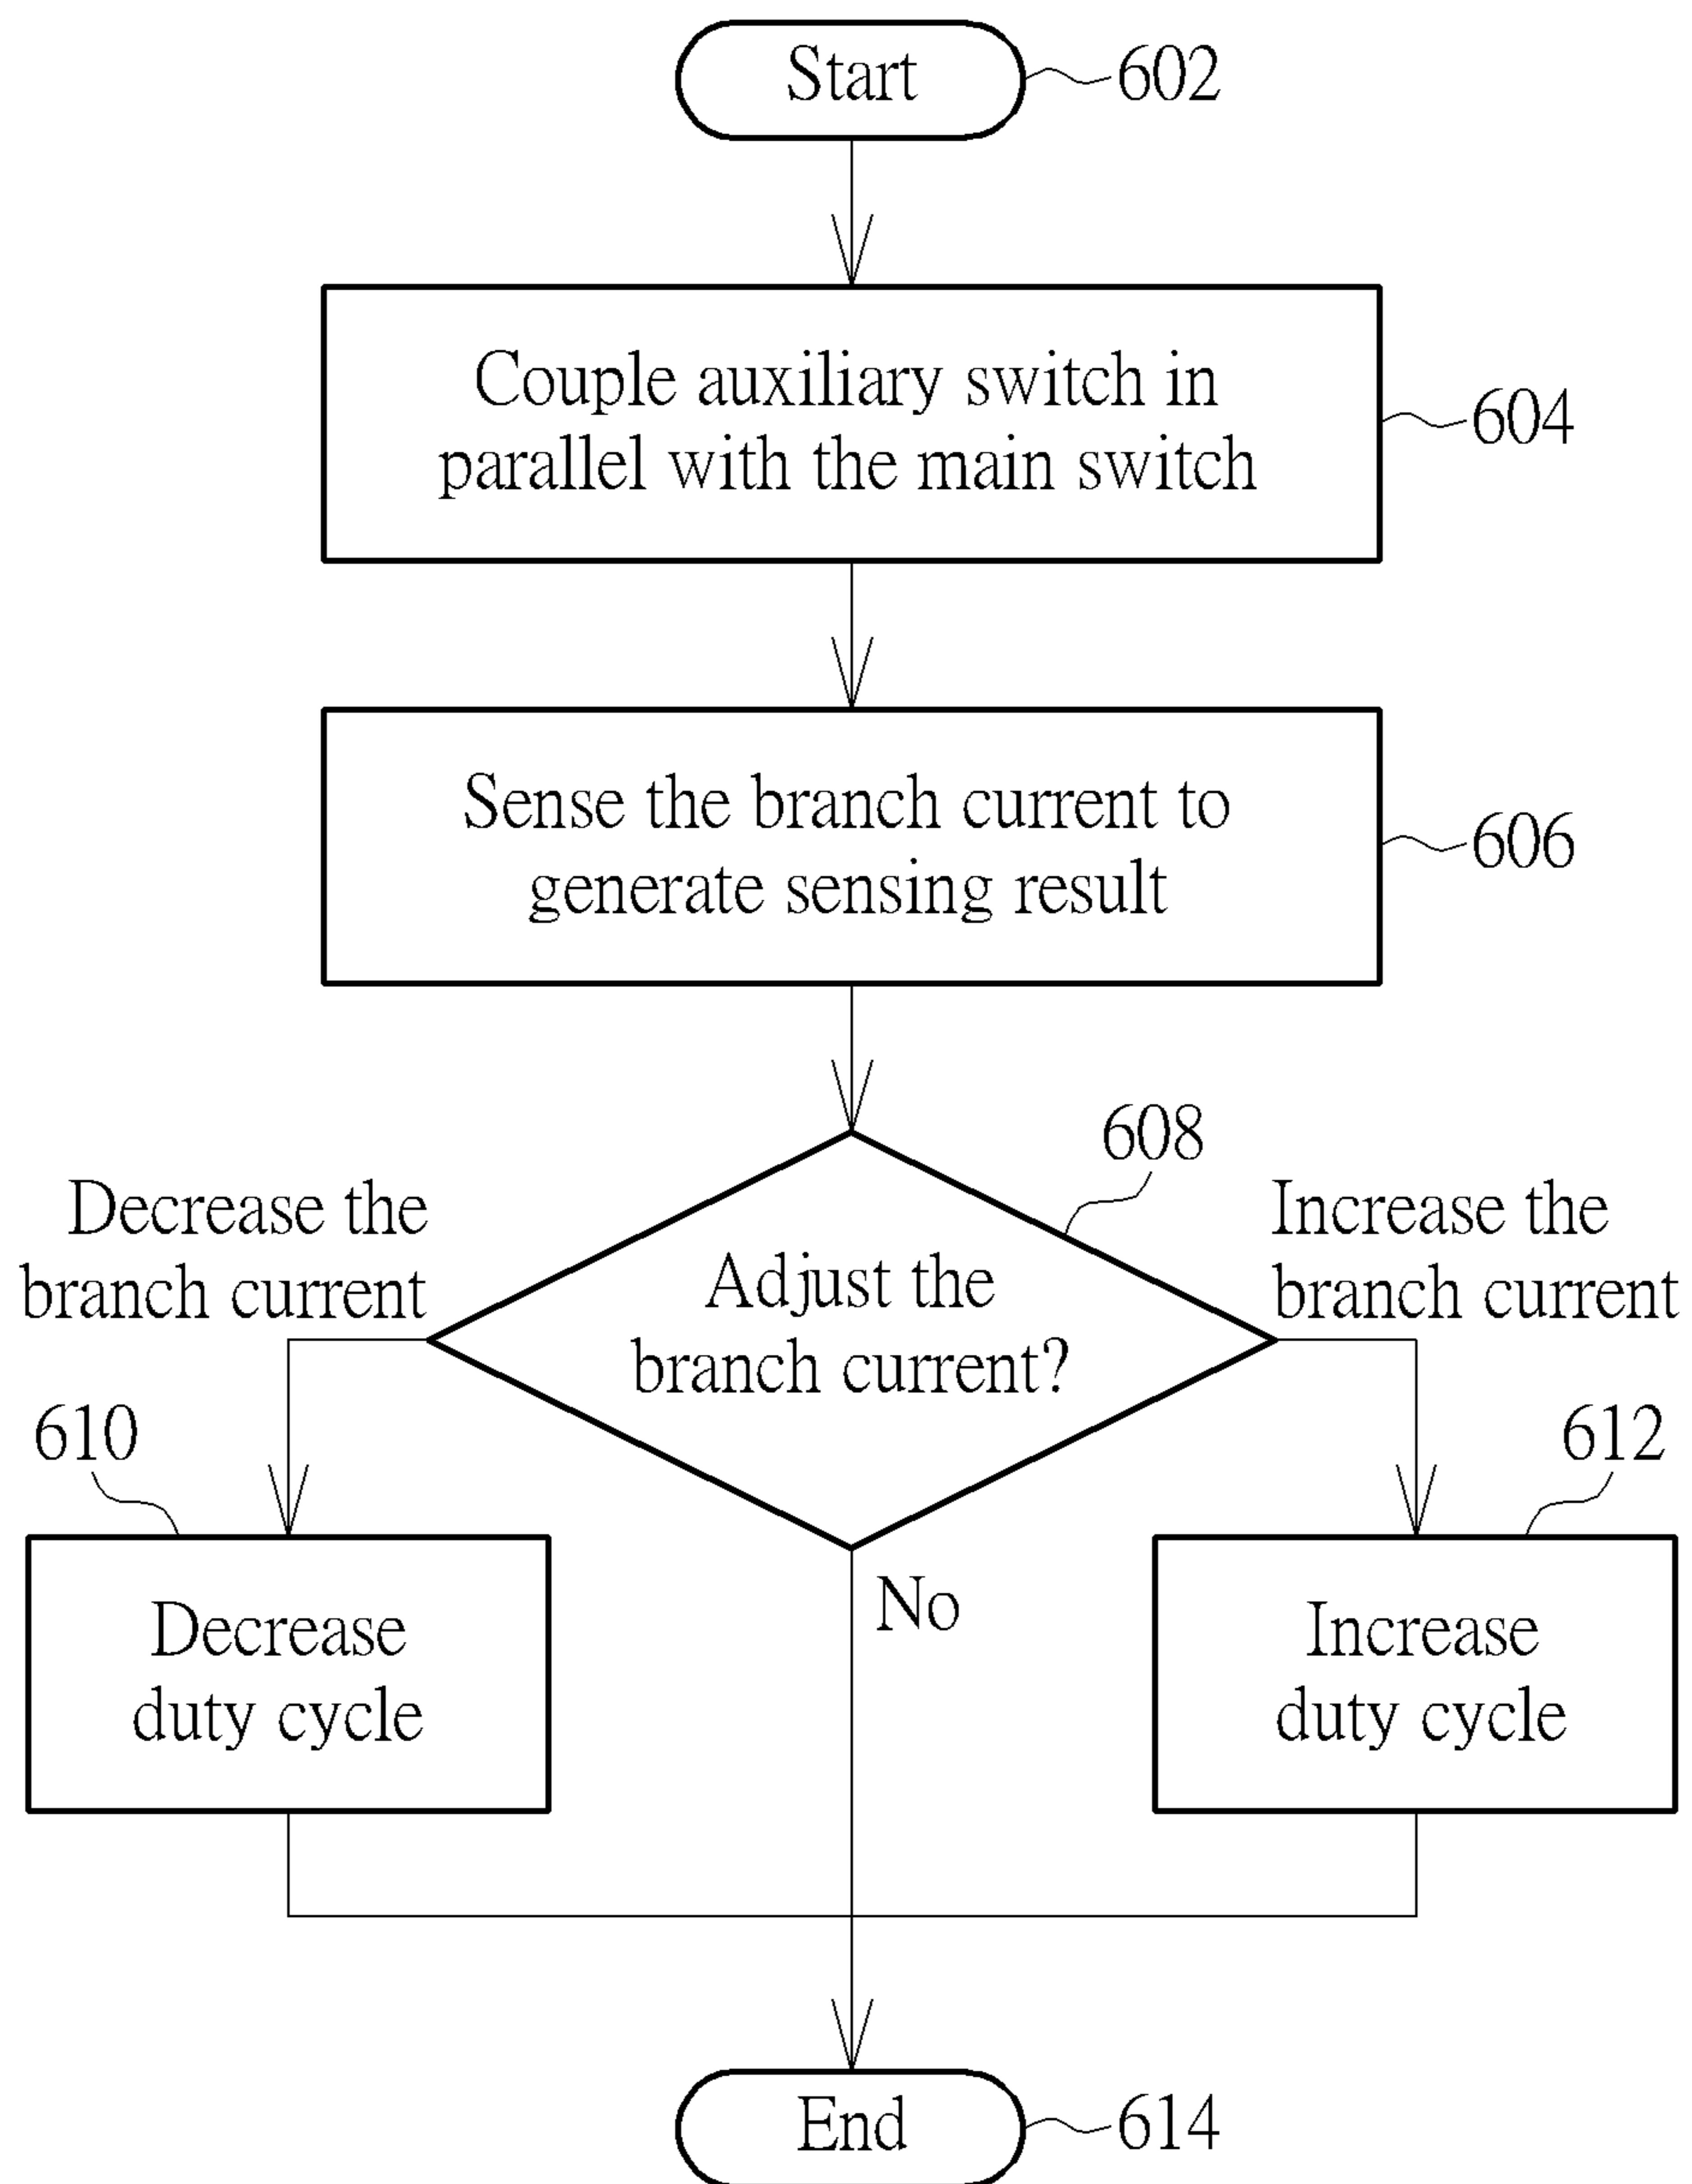 Start
602
Couple auxiliary switch in
parallel with the main switch
604
Sense the branch current to
generate sensing result
606
608
Decrease the
branch current
Adjust the
branch current?
Increase the
branch current
610
612
No
Decrease
duty cycle
Increase
duty cycle
End
614